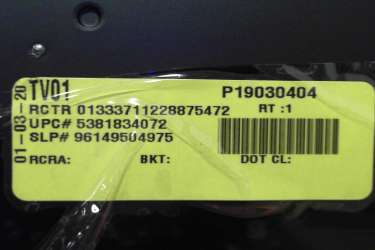 01-03-20
TV01 P19030404
RCTR 01333711228875472 RT :1
UPC# 5381834072
SLP# 96149504975
RCRA: BKT: DOT CL: